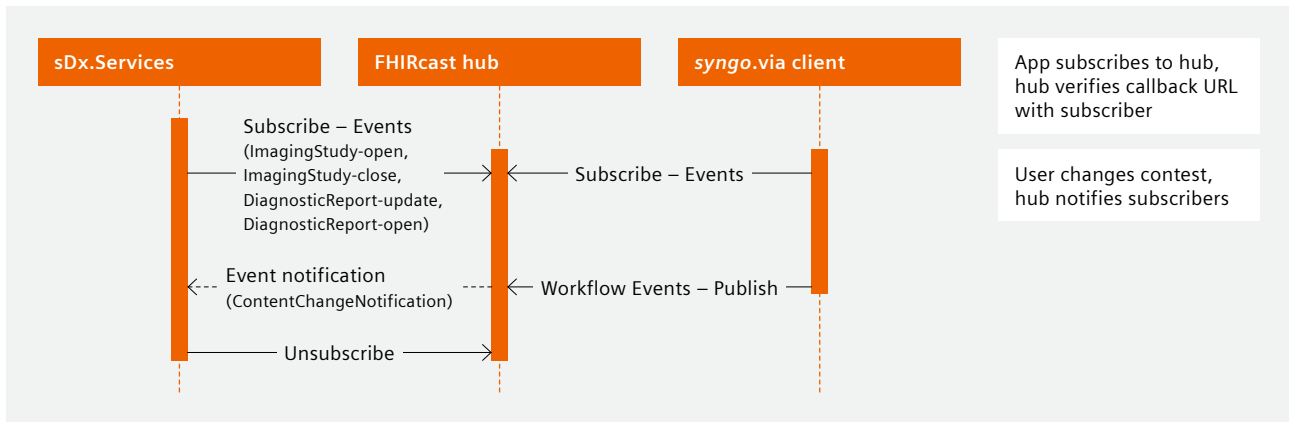 sDx.Services
FHIRcast hub
syngo.via client
App subscribes to hub,
hub verifies callback URL
with subscriber
User changes contest,
hub notifies subscribers
Subscribe – Events
(ImagingStudy-open,
ImagingStudy-close,
DiagnosticReport-update,
DiagnosticReport-open)
Subscribe – Events
Event notification
(ContentChangeNotification)
Workflow Events – Publish
Unsubscribe